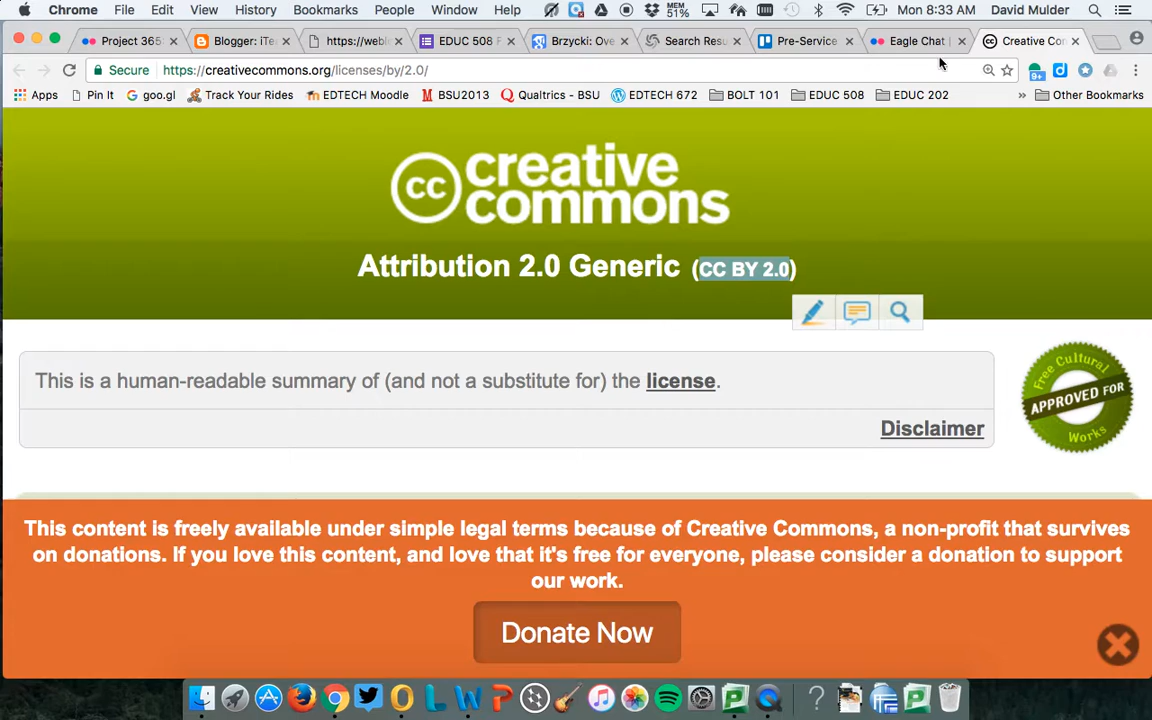 Chrome File Edit View History Bookmarks People Window Help MEM 51% Mon 8:33 AM David Mulder
Project 365 Blogger: iTea https://webl EDUC 508 F Brzycki: Ove Search Resu Pre-Service Eagle Chat | Creative Con
Secure https://creativecommons.org/licenses/by/2.0/ 9+ d
Apps Pin It goo.gl Track Your Rides EDTECH Moodle BSU2013 Qualtrics - BSU EDTECH 672 BOLT 101 EDUC 508 EDUC 202 » Other Bookmarks
cc creative commons
Attribution 2.0 Generic (CC BY 2.0)
This is a human-readable summary of (and not a substitute for) the license.
Disclaimer
Free Cultural
APPROVED FOR
Works
This content is freely available under simple legal terms because of Creative Commons, a non-profit that survives
on donations. If you love this content, and love that it's free for everyone, please consider a donation to support
our work.
Donate Now